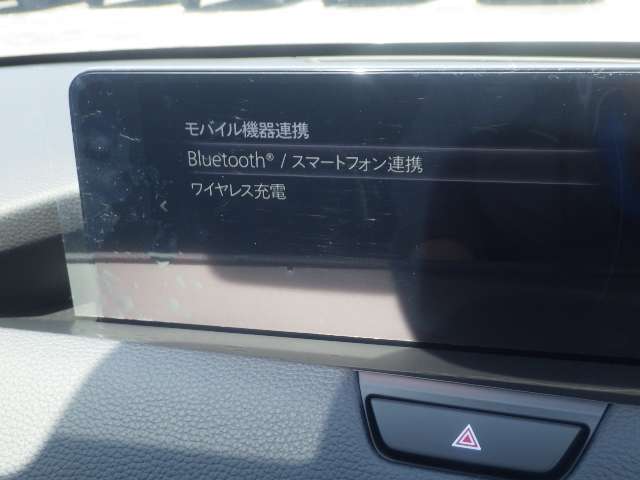 モバイル機器連携
Bluetooth® / スマートフォン連携
ワイヤレス充電